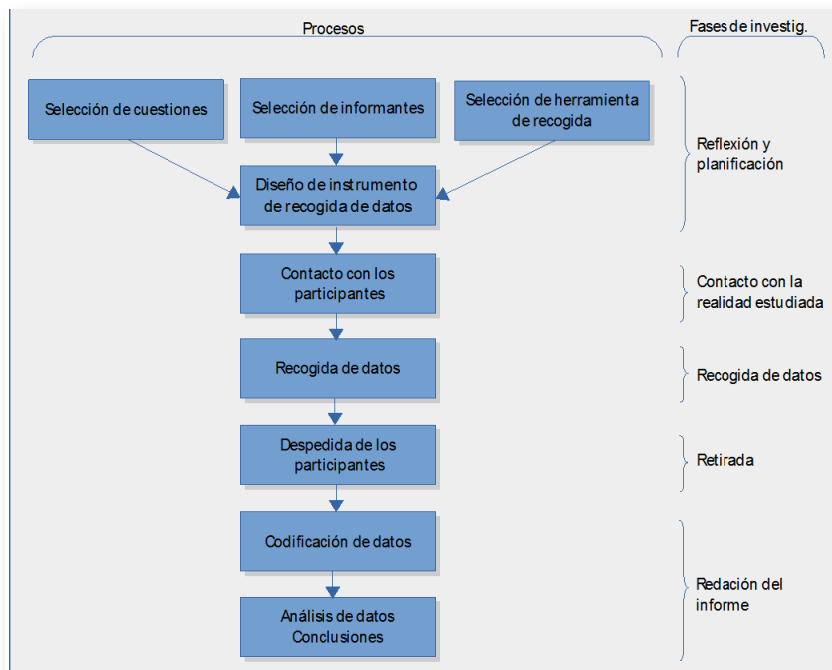 Procesos
Fases de investig.
Selección de cuestiones
Selección de informantes
Selección de herramienta
de recogida
Reflexión y
planificación
Diseño de instrumento
de recogida de datos
Contacto con los
participantes
Contacto con la
realidad estudiada
Recogida de datos
Recogida de datos
Despedida de los
participantes
Retirada
Codificación de datos
Redación del
informe
Análisis de datos
Conclusiones